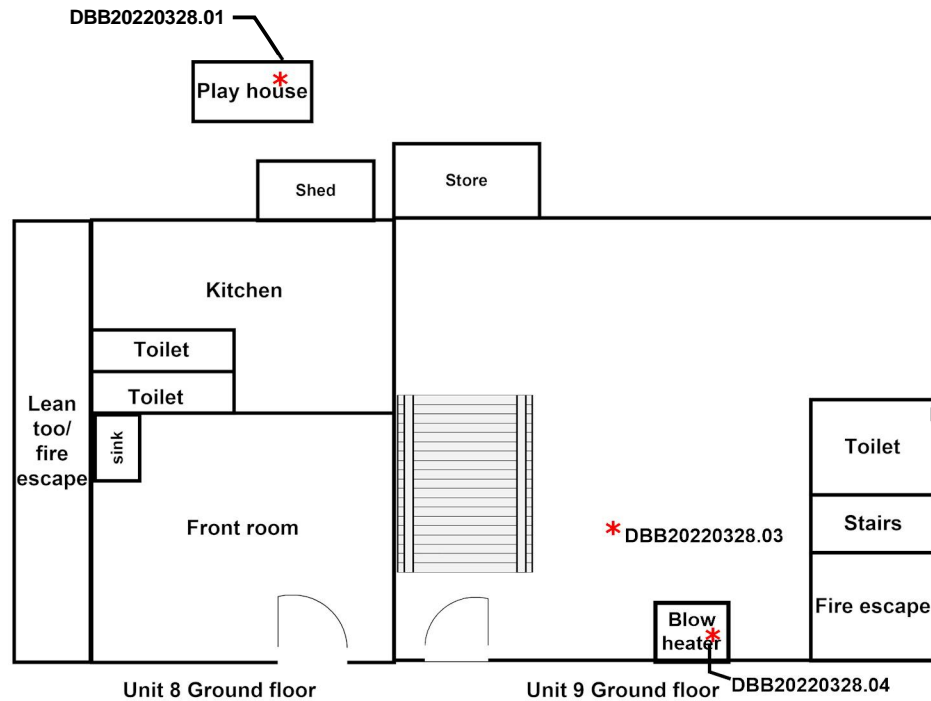 DBB20220328.01
Play house
Shed
Store
Kitchen
Toilet
Toilet
Lean
too/
fire
escape
sink
Front room
Toilet
Stairs
Fire escape
DBB20220328.03
Blow
heater
DBB20220328.04
Unit 8 Ground floor
Unit 9 Ground floor